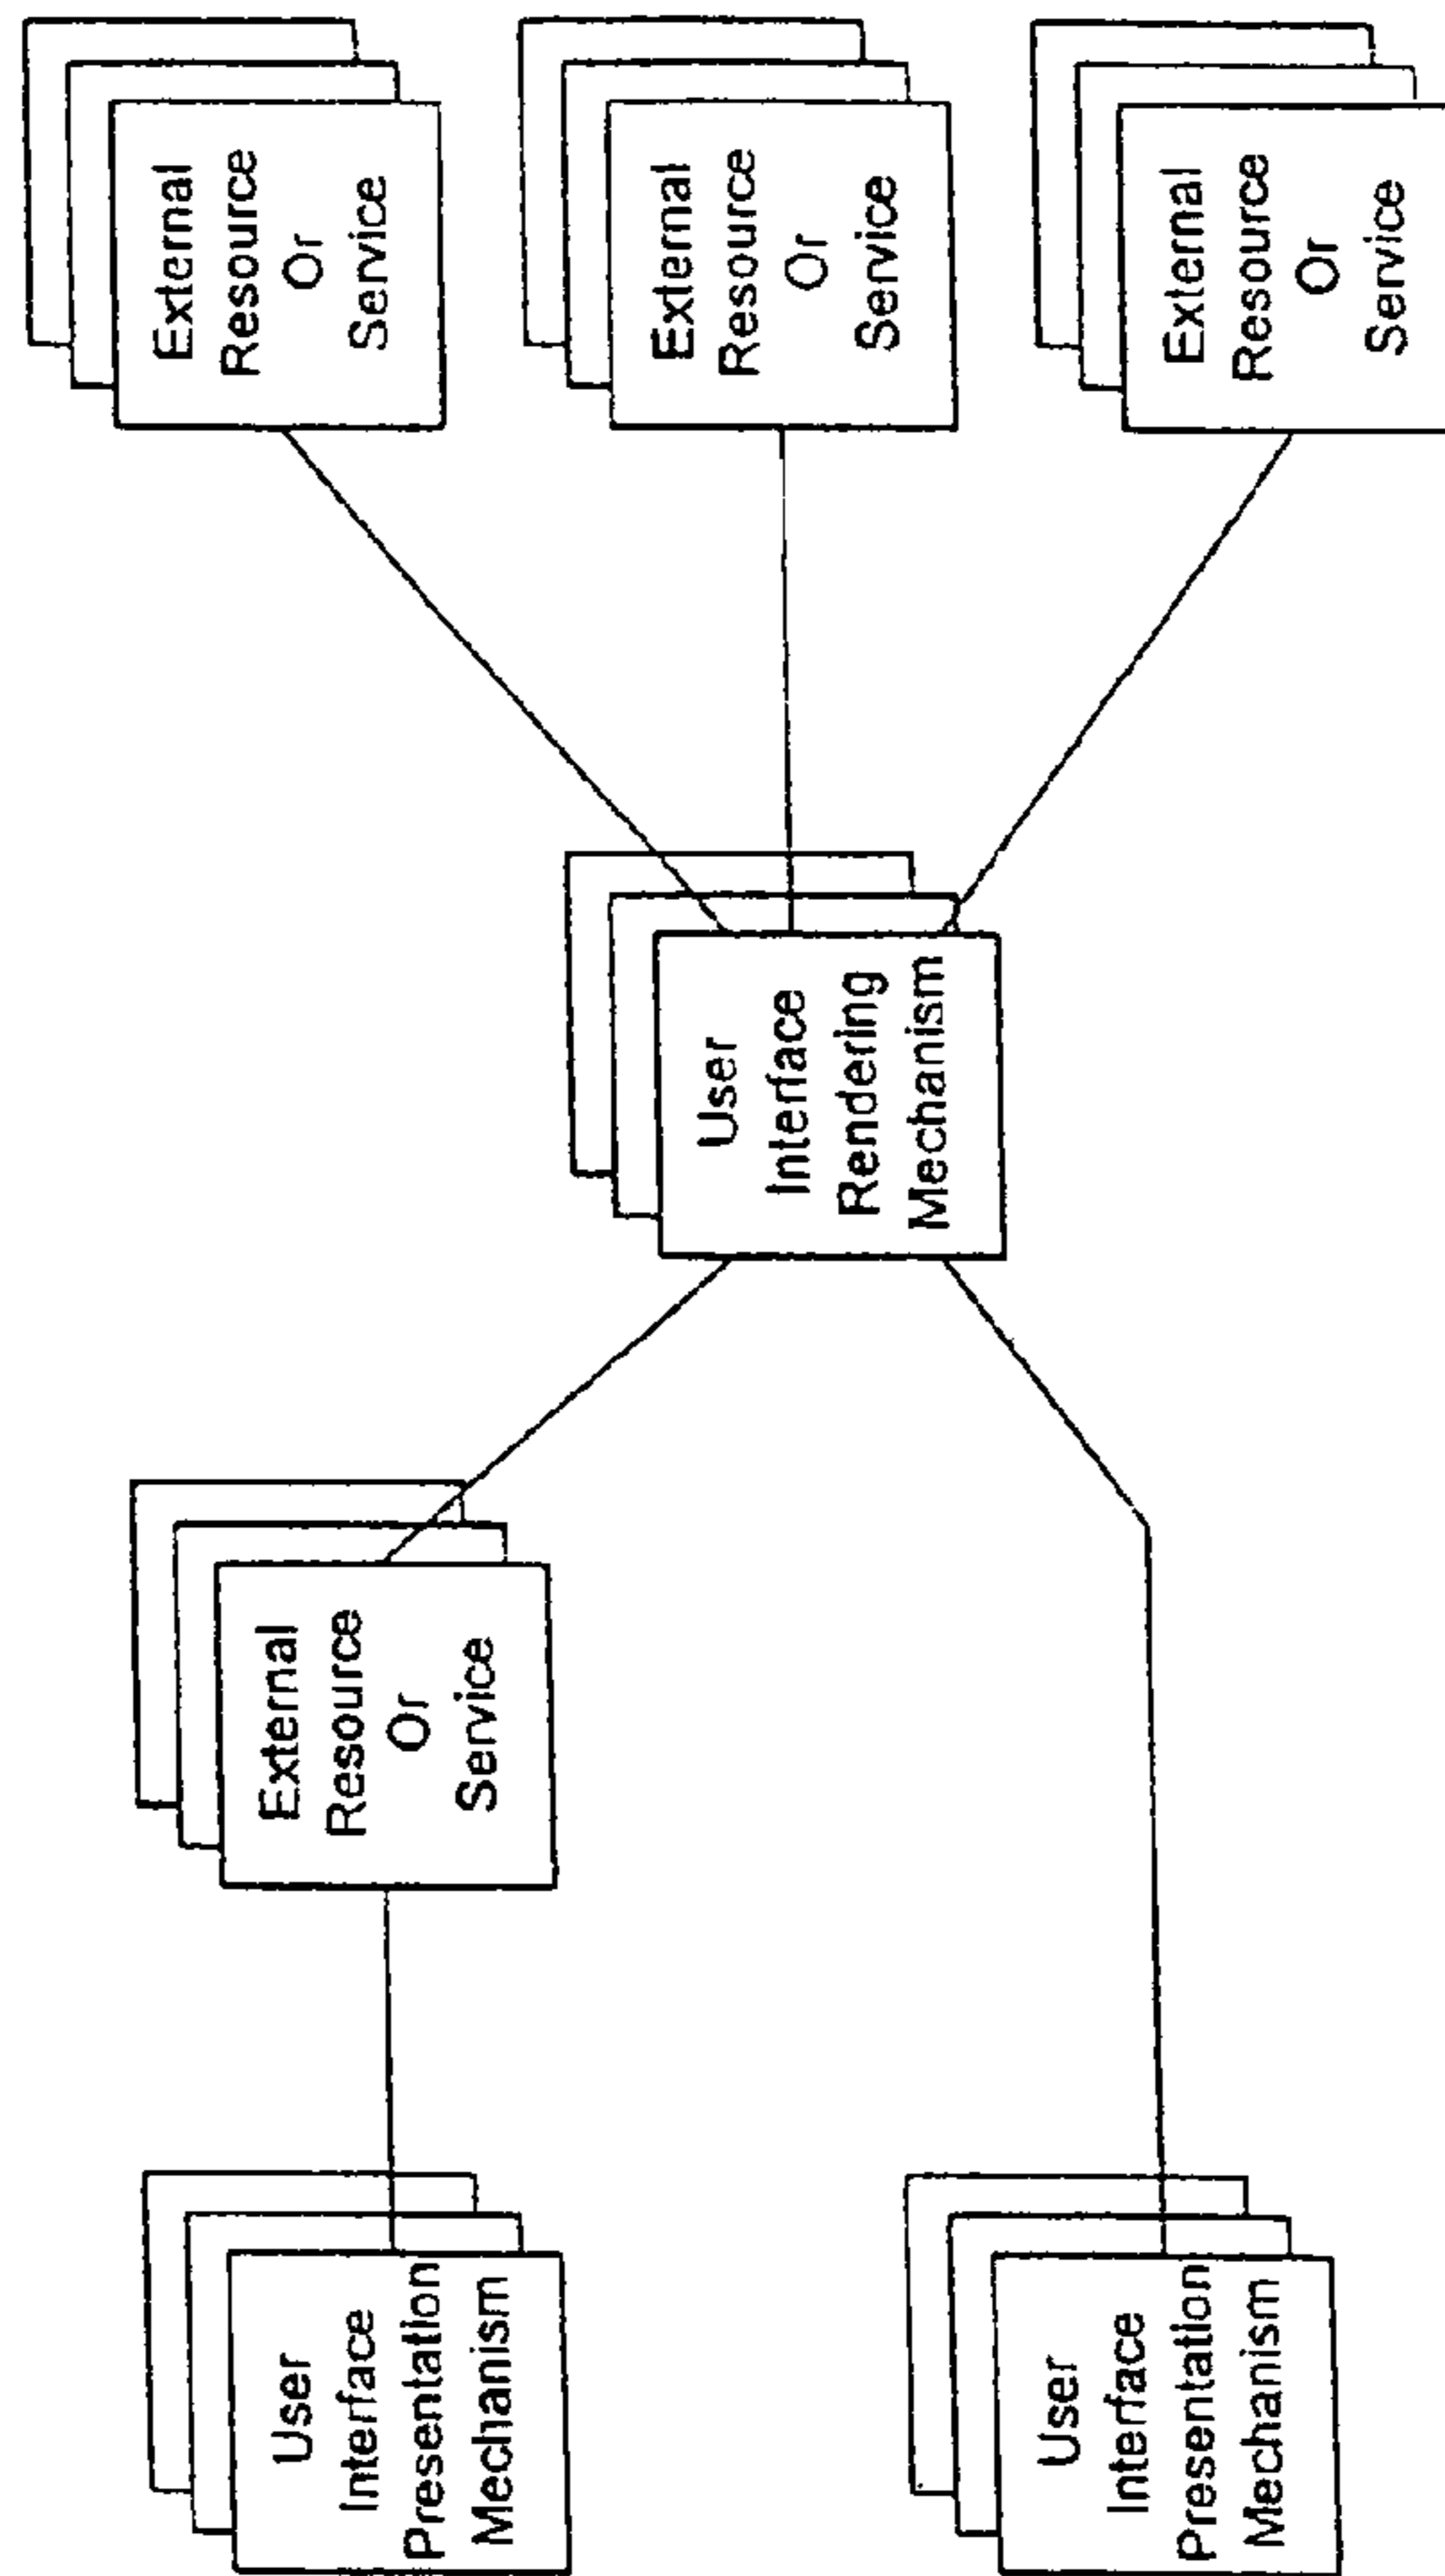 User
Interface
Presentation
Mechanism
External
Resource
Or
Service
External
Resource
Or
Service
User
Interface
Rendering
Mechanism
External
Resource
Or
Service
User
Interface
Presentation
Mechanism
External
Resource
Or
Service